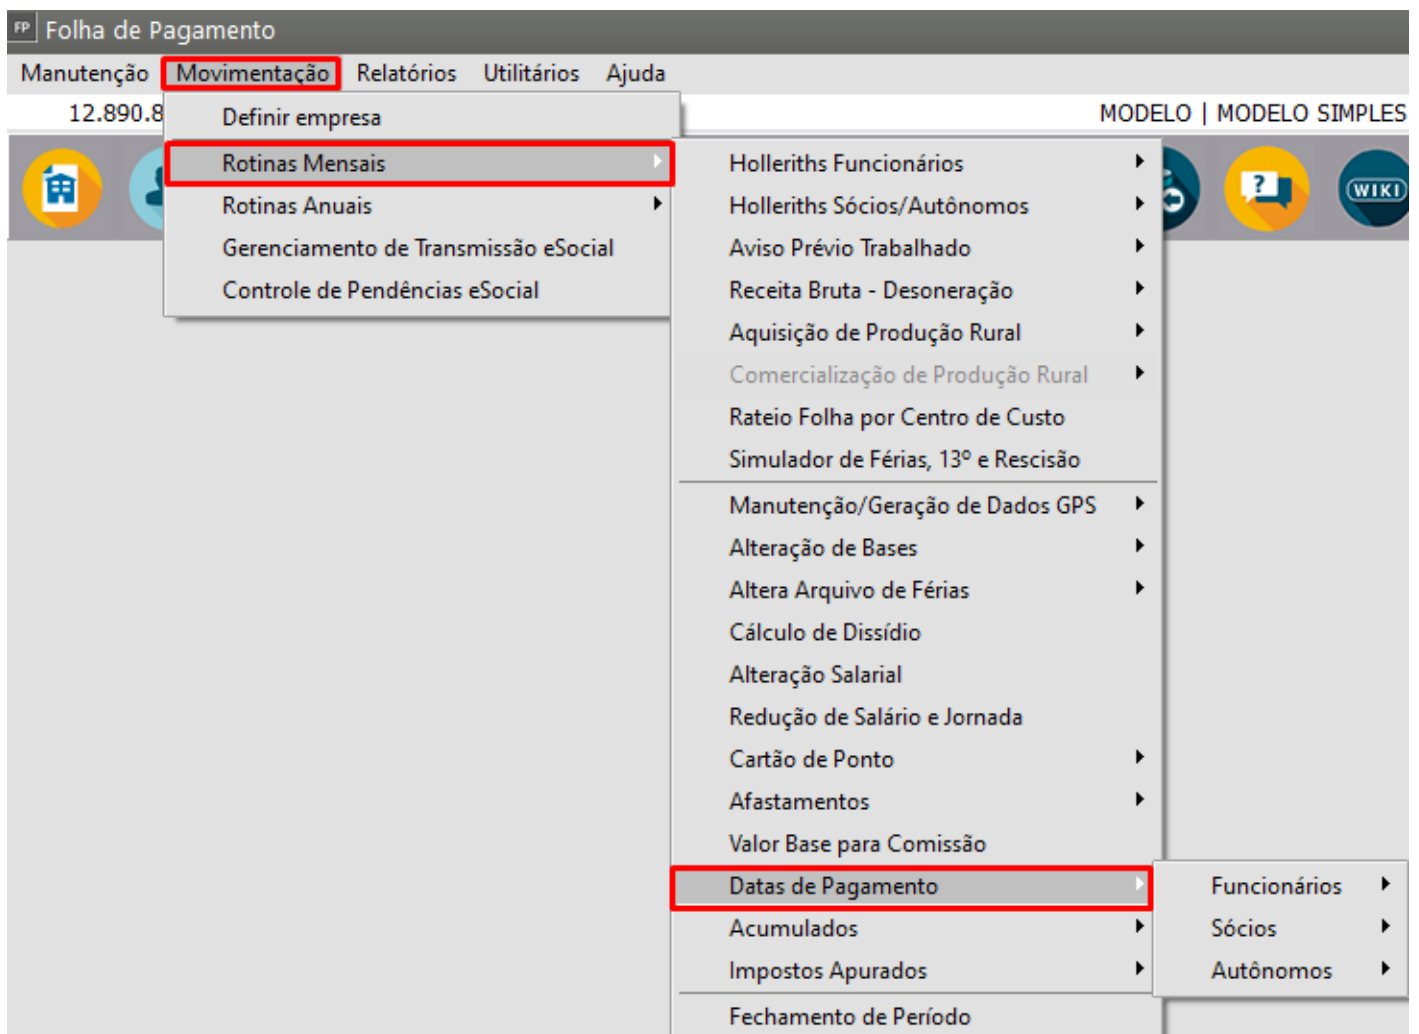 FP Folha de Pagamento
Manutenção Movimentação Relatórios Utilitários Ajuda
12.890.8 MODELO | MODELO SIMPLES
Definir empresa
Rotinas Mensais
Rotinas Anuais
Gerenciamento de Transmissão eSocial
Controle de Pendências eSocial
? WIKI
Holleriths Funcionários
Holleriths Sócios/Autônomos
Aviso Prévio Trabalhado
Receita Bruta - Desoneração
Aquisição de Produção Rural
Comercialização de Produção Rural
Rateio Folha por Centro de Custo
Simulador de Férias, 13º e Rescisão
Manutenção/Geração de Dados GPS
Alteração de Bases
Altera Arquivo de Férias
Cálculo de Dissídio
Alteração Salarial
Redução de Salário e Jornada
Cartão de Ponto
Afastamentos
Valor Base para Comissão
Datas de Pagamento
Acumulados
Impostos Apurados
Fechamento de Período
Funcionários
Sócios
Autônomos